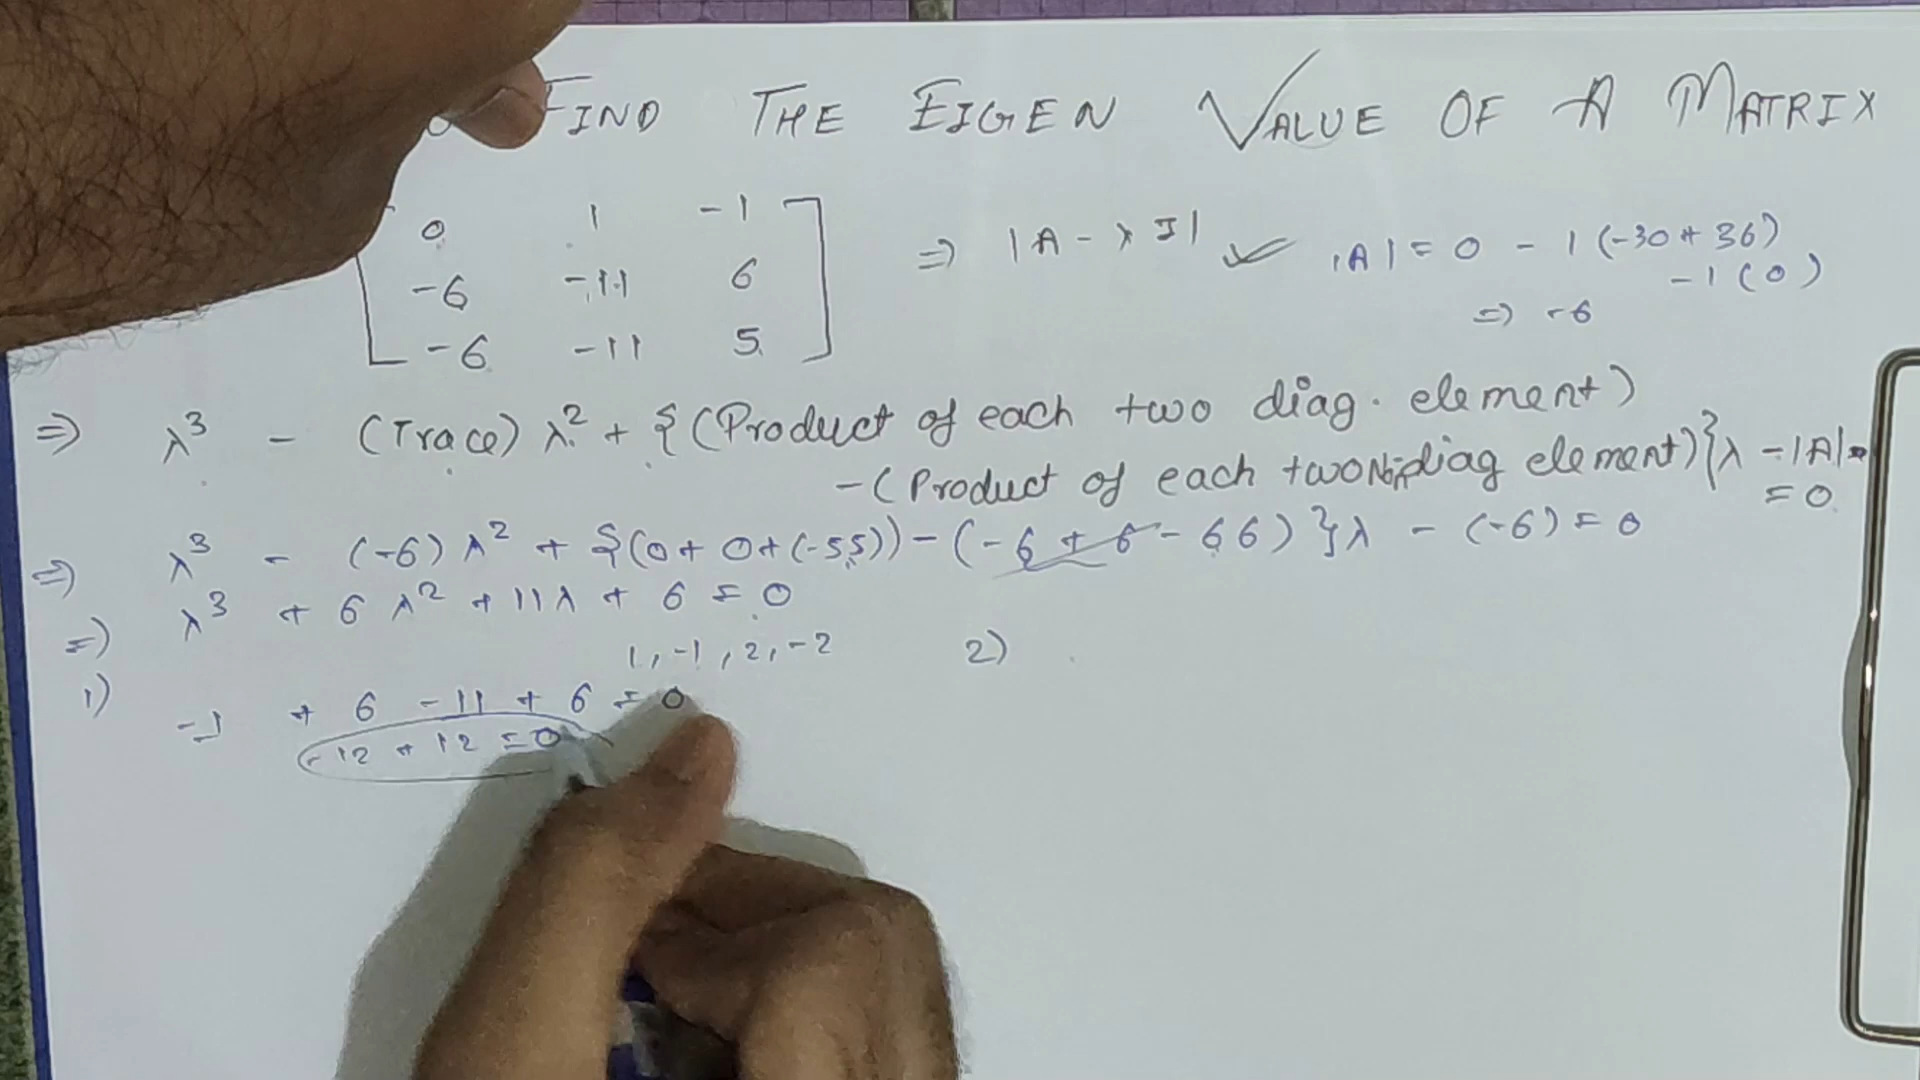 FIND THE EIGEN VALUE OF A MATRIX
0 1 -1
-6 -11 6
-6 -11 5
⇒ |A - λI| ✓
|A| = 0 - 1(-30+36)
-1(0)
⇒ -6
⇒ λ³ - (Trace) λ² + {(Product of each two diag. element)
-(Product of each two Non diag element)}λ -|A|
= 0
⇒ λ³ - (-6)λ² + {(0+0+(-55)) - (-6+6-66)}λ - (-6) = 0
⇒ λ³ + 6λ² + 11λ + 6 = 0
1, -1, 2, -2
1) -1 + 6 - 11 + 6 = 0
-12 + 12 = 0
2)